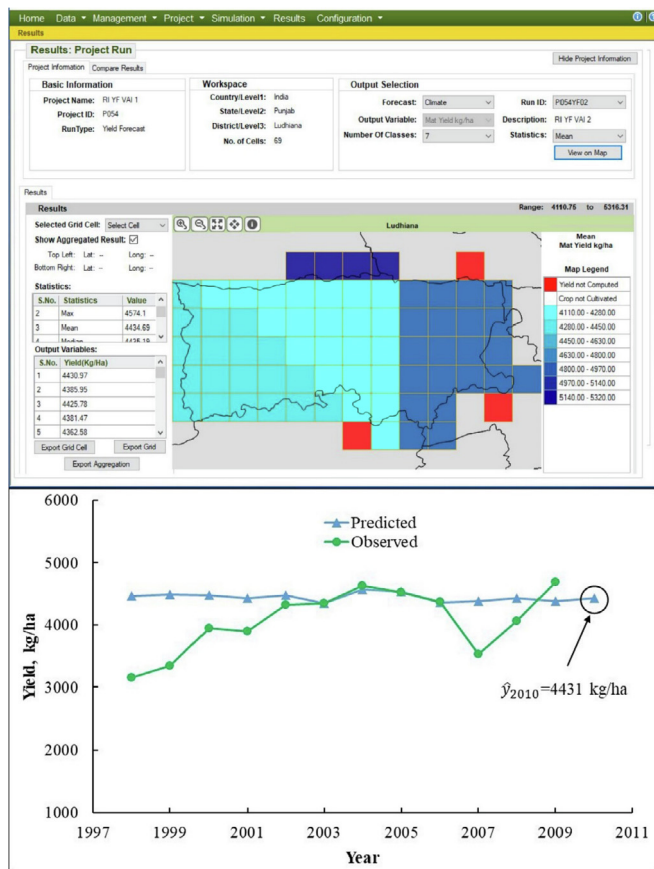 Home Data Management Project Simulation Results Configuration
Results
Results: Project Run
Hide Project Information
Project Information Compare Results
Basic Information
Project Name: RI YF VAI 1
Project ID: P054
RunType: Yield Forecast
Workspace
Country/Level1: India
State/Level2: Punjab
District/Level3: Ludhiana
No. of Cells: 69
Output Selection
Forecast: Climate Run ID: P054YF02
Output Variable: Mat Yield kg/ha Description: RI YF VAI 2
Number Of Classes: 7 Statistics: Mean
View on Map
Results
Results Range: 4110.75 to 5316.31
Selected Grid Cell: Select Cell
Ludhiana
Show Aggregated Result:
Top Left: Lat: -- Long: --
Bottom Right: Lat: -- Long: --
Statistics:
S.No. Statistics Value
2 Max 4574.1
3 Mean 4434.69
4 Median 4435.19
Output Variables:
S.No. Yield(Kg/Ha)
1 4430.97
2 4385.95
3 4425.78
4 4381.47
5 4362.58
Export Grid Cell Export Grid
Export Aggregation
Mean
Mat Yield kg/ha
Map Legend
Yield not Computed
Crop not Cultivated
4110.00 - 4280.00
4280.00 - 4450.00
4450.00 - 4630.00
4630.00 - 4800.00
4800.00 - 4970.00
4970.00 - 5140.00
5140.00 - 5320.00
6000
5000
4000
3000
2000
1000
Yield, kg/ha
Predicted
Observed
ŷ2010=4431 kg/ha
1997 1999 2001 2003 2005 2007 2009 2011
Year